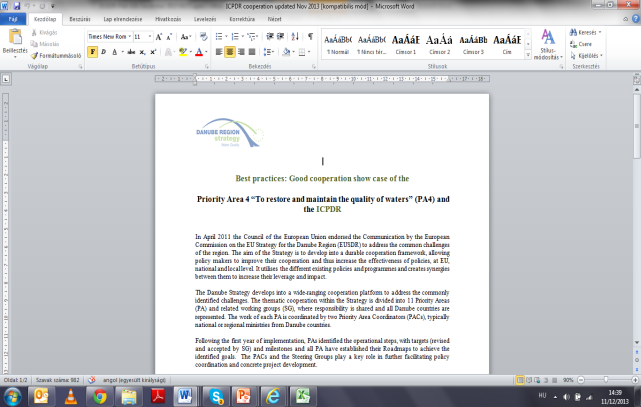 ICPDR cooperation updated Nov 2013 [kompatibilis mód] - Microsoft Word
Fájl Kezdőlap Beszúrás Lap elrendezése Hivatkozás Levelezés Korrektúra Nézet
Beillesztés
Kivágás
Másolás
Formátummásoló
Vágólap
Times New Rom 11
Betűtípus
Bekezdés
AaBbCc
¶ Normál
¶ Nincs tér...
Címsor 1
Címsor 2
Címsor 3
Cím
Stílusok
Stílus-
módosítás
Keresés
Csere
Kijelölés
Szerkesztés
DANUBE REGION
strategy
Water Quality
Best practices: Good cooperation show case of the
Priority Area 4 “To restore and maintain the quality of waters” (PA4) and
the ICPDR
In April 2011 the Council of the European Union endorsed the Communication by the European
Commission on the EU Strategy for the Danube Region (EUSDR) to address the common challenges
of the region. The aim of the Strategy is to develop into a durable cooperation framework, allowing
policy makers to improve their cooperation and thus increase the effectiveness of policies, at EU,
national and local level. It utilises the different existing policies and programmes and creates synergies
between them to increase their leverage and impact.
The Danube Strategy develops into a wide-ranging cooperation platform to address the commonly
identified challenges. The thematic cooperation within the Strategy is divided into 11 Priority Areas
(PA) and related working groups (SG), where responsibility is shared and all Danube countries are
represented. The work of each PA is coordinated by two Priority Area Coordinators (PACs), typically
national or regional ministries from Danube countries.
Following the first year of implementation, PAs identified the operational steps, with targets (revised
and accepted by SG) and milestones and all PA have established their Roadmaps to achieve the
identified goals. The PACs and the Steering Groups play a key role in further facilitating policy
coordination and concrete project development.
Oldal: 1/2 Szavak száma: 982 angol (egyesült királysági) 90%
HU 14:39
11/12/2013